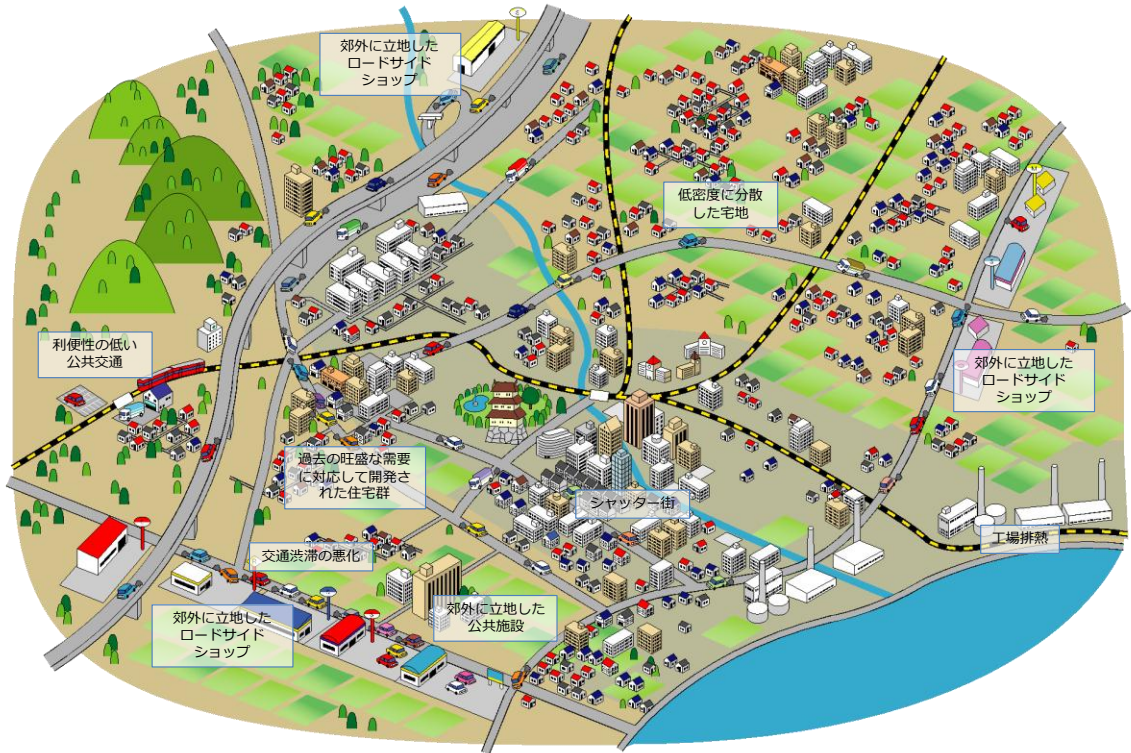 郊外に立地した
ロードサイド
ショップ
低密度に分散
した宅地
利便性の低い
公共交通
郊外に立地した
ロードサイド
ショップ
過去の旺盛な需要
に対応して開発さ
れた住宅群
シャッター街
工場排熱
交通渋滞の悪化
郊外に立地した
公共施設
郊外に立地した
ロードサイド
ショップ